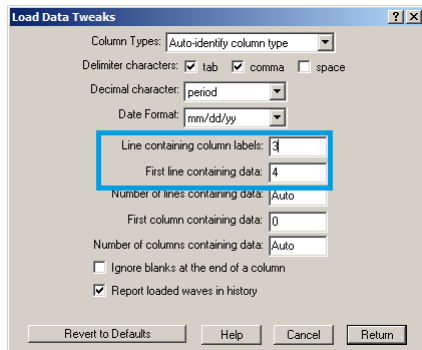 Load Data Tweaks
Column Types: Auto-identify column type
Delimiter characters: tab comma space
Decimal character: period
Date Format: mm/dd/yy
Line containing column labels: 3
First line containing data: 4
Number of lines containing data: Auto
First column containing data: 0
Number of columns containing data: Auto
Ignore blanks at the end of a column
Report loaded waves in history
Revert to Defaults Help Cancel Return